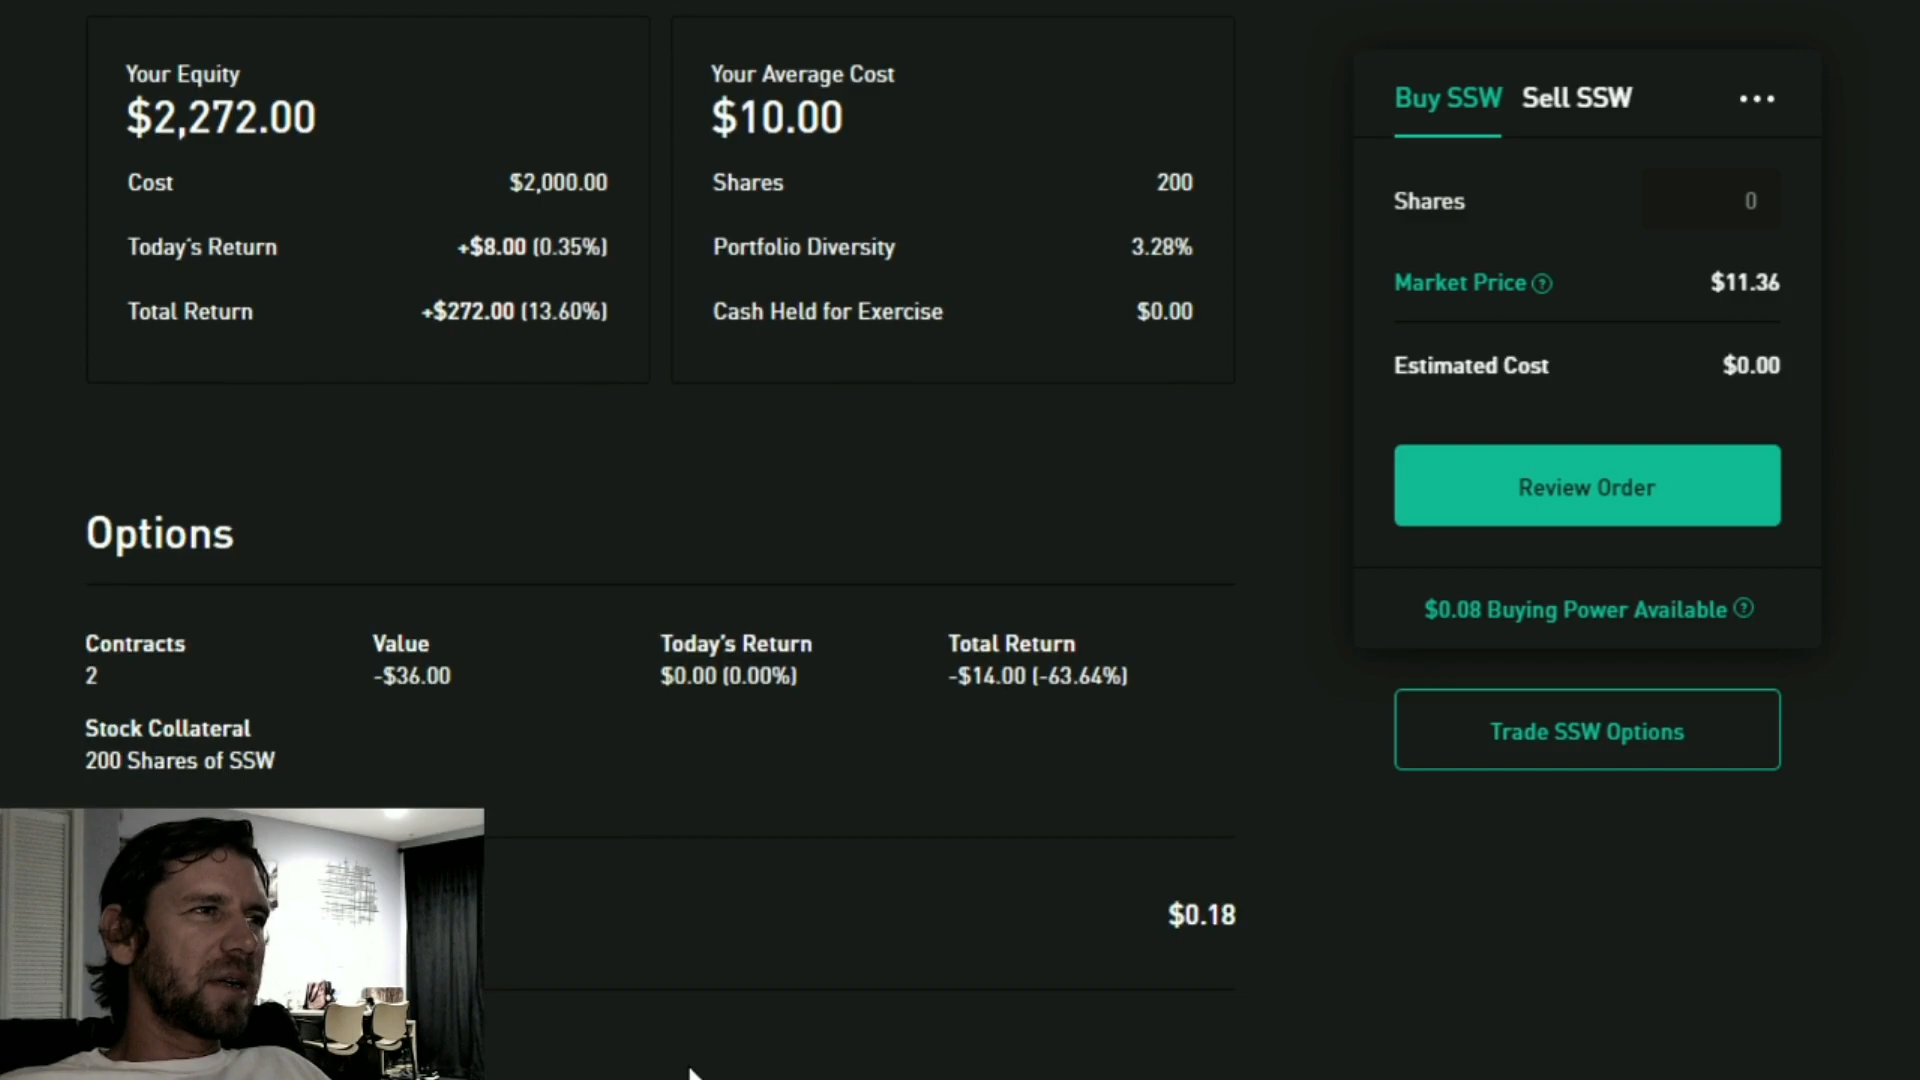 Your Equity
$2,272.00
Cost $2,000.00
Today's Return +$8.00 (0.35%)
Total Return +$272.00 (13.60%)
Your Average Cost
$10.00
Shares 200
Portfolio Diversity 3.28%
Cash Held for Exercise $0.00
Buy SSW Sell SSW
Shares 0
Market Price ? $11.36
Estimated Cost $0.00
Review Order
$0.08 Buying Power Available ?
Trade SSW Options
Options
Contracts Value Today's Return Total Return
2 -$36.00 $0.00 (0.00%) -$14.00 (-63.64%)
Stock Collateral
200 Shares of SSW
$0.18